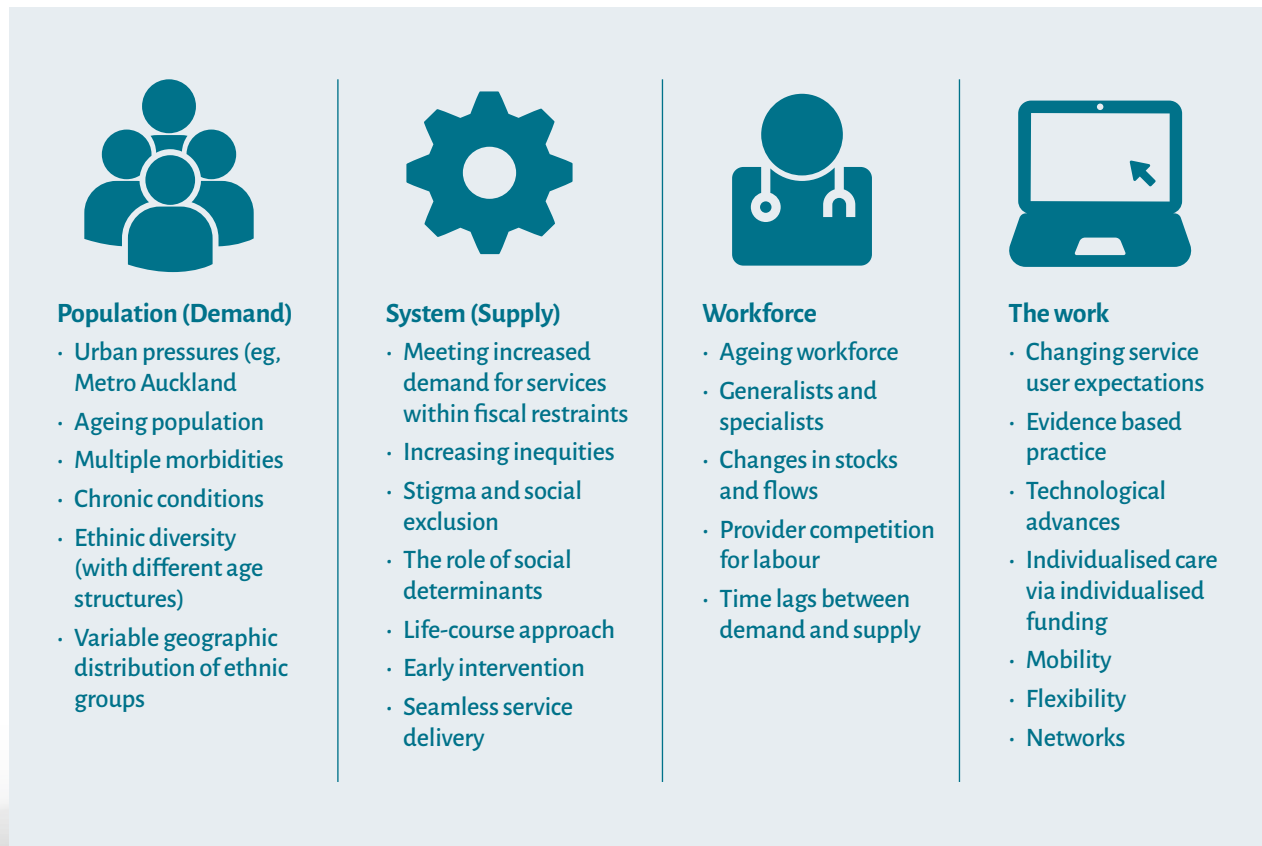 Population (Demand)
· Urban pressures (eg,
Metro Auckland
· Ageing population
· Multiple morbidities
· Chronic conditions
· Ethinic diversity
(with different age
structures)
· Variable geographic
distribution of ethnic
groups
System (Supply)
· Meeting increased
demand for services
within fiscal restraints
· Increasing inequities
· Stigma and social
exclusion
· The role of social
determinants
· Life-course approach
· Early intervention
· Seamless service
delivery
Workforce
· Ageing workforce
· Generalists and
specialists
· Changes in stocks
and flows
· Provider competition
for labour
· Time lags between
demand and supply
The work
· Changing service
user expectations
· Evidence based
practice
· Technological
advances
· Individualised care
via individualised
funding
· Mobility
· Flexibility
· Networks